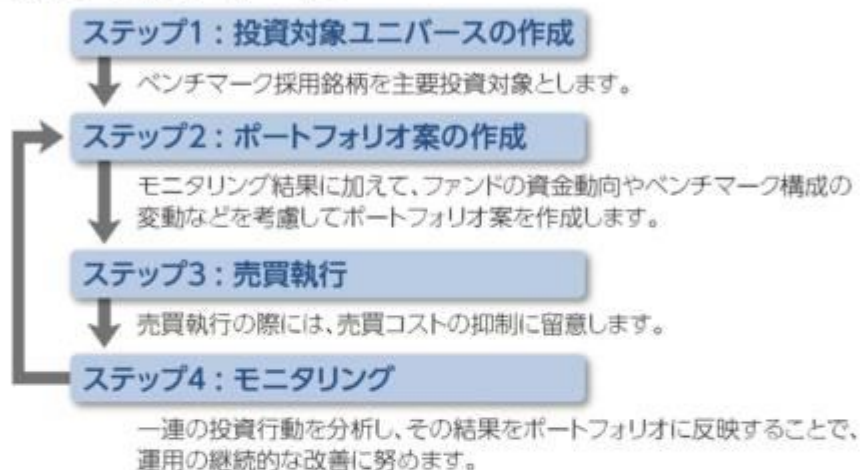 ステップ1：投資対象ユニバースの作成
ベンチマーク採用銘柄を主要投資対象とします。
ステップ2：ポートフォリオ案の作成
モニタリング結果に加えて、ファンドの資金動向やベンチマーク構成の
変動などを考慮してポートフォリオ案を作成します。
ステップ3：売買執行
売買執行の際には、売買コストの抑制に留意します。
ステップ4：モニタリング
一連の投資行動を分析し、その結果をポートフォリオに反映することで、
運用の継続的な改善に努めます。